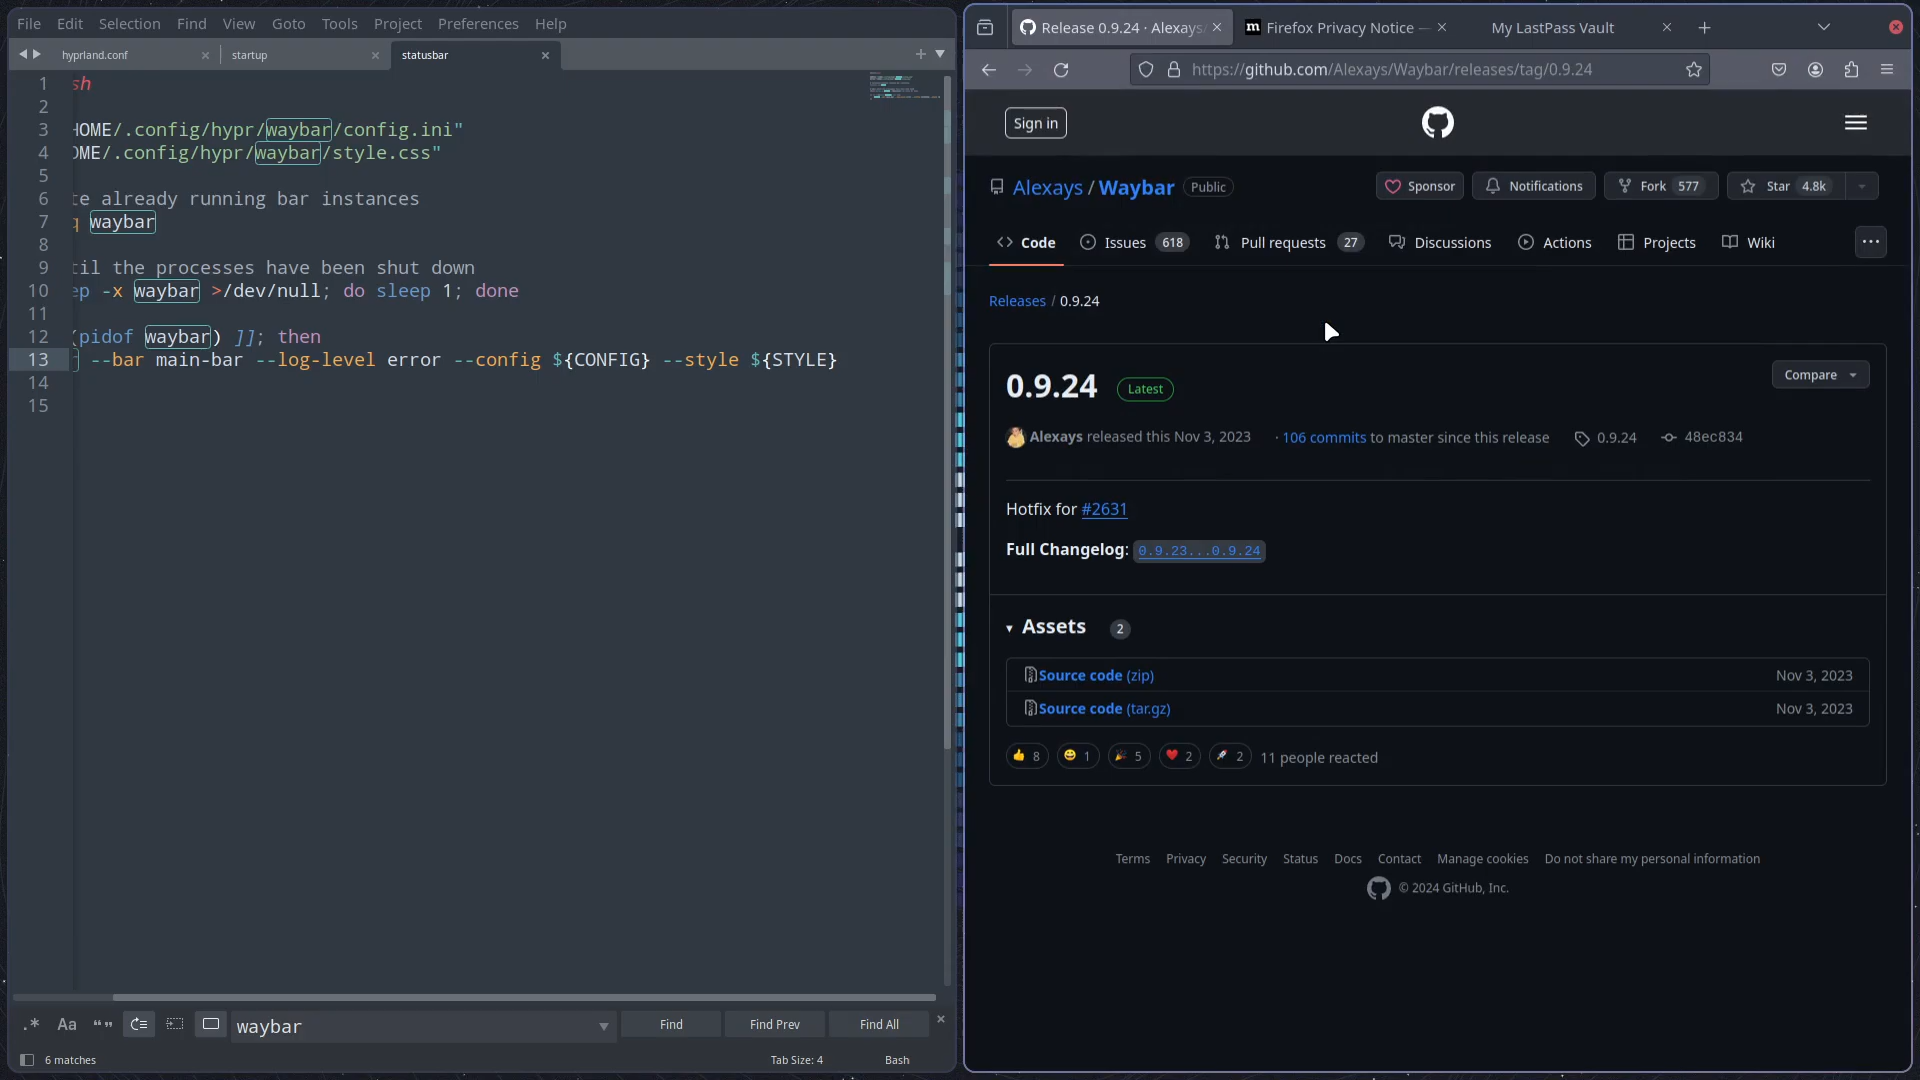 File Edit Selection Find View Goto Tools Project Preferences Help
hyprland.conf startup statusbar
1 sh
2
3 HOME/.config/hypr/waybar/config.ini"
4 OME/.config/hypr/waybar/style.css"
5
6 te already running bar instances
7 q waybar
8
9 til the processes have been shut down
10 ep -x waybar >/dev/null; do sleep 1; done
11
12 (pidof waybar) ]]; then
13 --bar main-bar --log-level error --config ${CONFIG} --style ${STYLE}
14
15
.* Aa “” waybar Find Find Prev Find All
6 matches Tab Size: 4 Bash
Release 0.9.24 · Alexays m Firefox Privacy Notice — My LastPass Vault
https://github.com/Alexays/Waybar/releases/tag/0.9.24
Sign in
Alexays / Waybar Public Sponsor Notifications Fork 577 Star 4.8k
Code Issues 618 Pull requests 27 Discussions Actions Projects Wiki ...
Releases / 0.9.24
0.9.24 Latest Compare
Alexays released this Nov 3, 2023 · 106 commits to master since this release 0.9.24 48ec834
Hotfix for #2631
Full Changelog: 0.9.23...0.9.24
Assets 2
Source code (zip) Nov 3, 2023
Source code (tar.gz) Nov 3, 2023
👍 8 😄 1 🎉 5 ❤️ 2 🚀 2 11 people reacted
Terms Privacy Security Status Docs Contact Manage cookies Do not share my personal information
© 2024 GitHub, Inc.